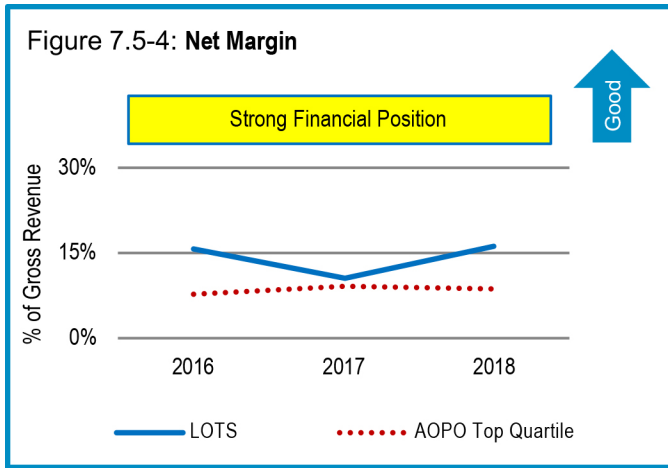 Figure 7.5-4: Net Margin
Good
Strong Financial Position
% of Gross Revenue
30%
15%
0%
2016 2017 2018
LOTS AOPO Top Quartile